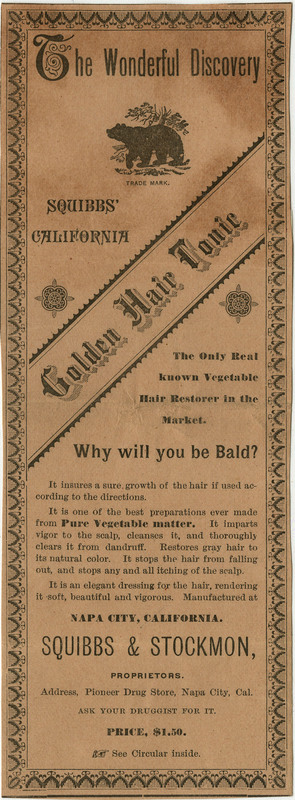 The Wonderful Discovery
TRADE MARK.
SQUIBBS'
CALIFORNIA
Golden Hair Tonic
The Only Real
known Vegetable
Hair Restorer in the
Market.
Why will you be Bald?
It insures a sure growth of the hair if used ac-
cording to the directions.
It is one of the best preparations ever made
from Pure Vegetable matter. It imparts
vigor to the scalp, cleanses it, and thoroughly
clears it from dandruff. Restores gray hair to
its natural color. It stops the hair from falling
out, and stops any and all itching of the scalp.
It is an elegant dressing for the hair, rendering
it soft, beautiful and vigorous. Manufactured at
NAPA CITY, CALIFORNIA.
SQUIBBS & STOCKMON,
PROPRIETORS.
Address, Pioneer Drug Store, Napa City, Cal.
ASK YOUR DRUGGIST FOR IT.
PRICE, $1.50.
☞ See Circular inside.